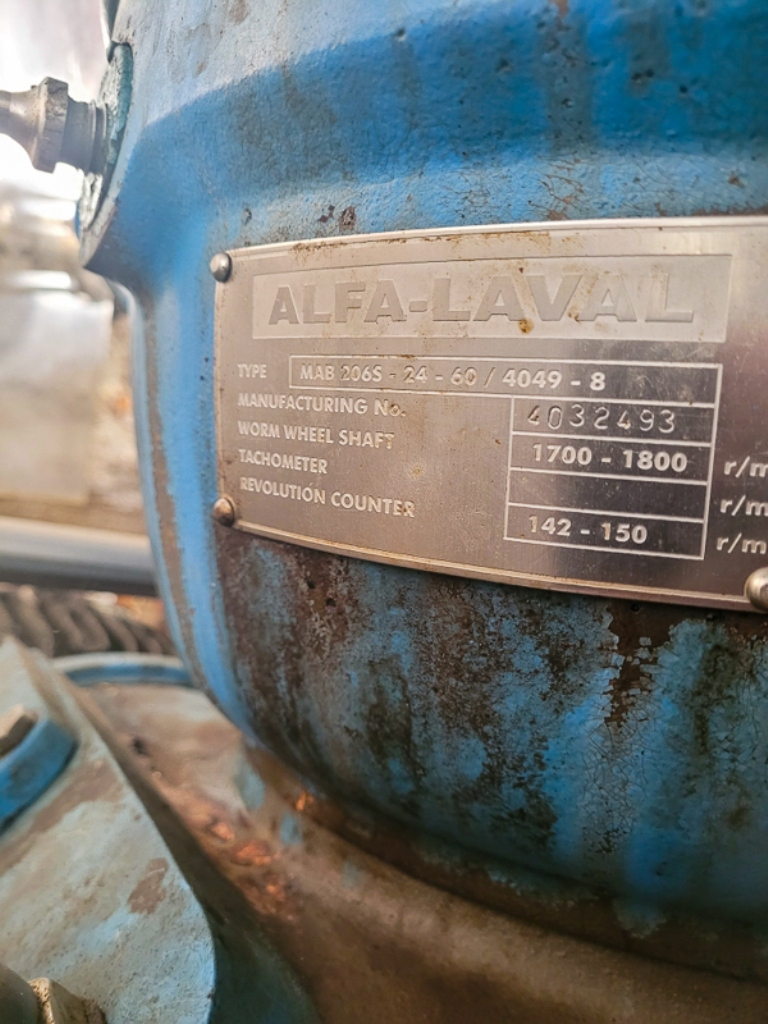 ALFA-LAVAL
TYPE MAB 206S - 24 - 60 / 4049 - 8
MANUFACTURING No. 4032493
WORM WHEEL SHAFT 1700 - 1800 r/m
TACHOMETER r/m
REVOLUTION COUNTER 142 - 150 r/m